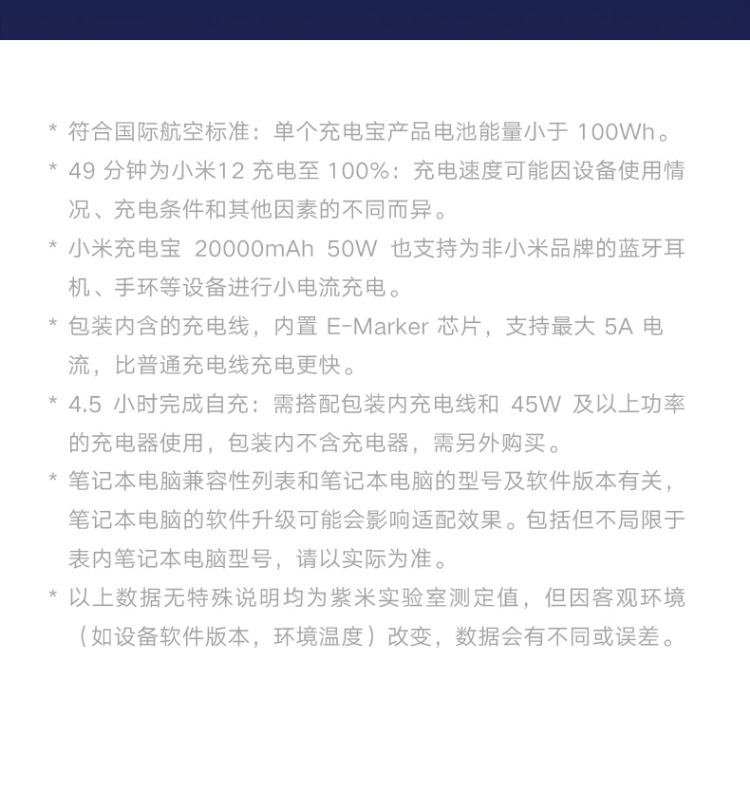 * 符合国际航空标准：单个充电宝产品电池能量小于 100Wh。
* 49 分钟为小米12 充电至 100%：充电速度可能因设备使用情
况、充电条件和其他因素的不同而异。
* 小米充电宝 20000mAh 50W 也支持为非小米品牌的蓝牙耳
机、手环等设备进行小电流充电。
* 包装内含的充电线，内置 E-Marker 芯片，支持最大 5A 电
流，比普通充电线充电更快。
* 4.5 小时完成自充：需搭配包装内充电线和 45W 及以上功率
的充电器使用，包装内不含充电器，需另外购买。
* 笔记本电脑兼容性列表和笔记本电脑的型号及软件版本有关，
笔记本电脑的软件升级可能会影响适配效果。包括但不局限于
表内笔记本电脑型号，请以实际为准。
* 以上数据无特殊说明均为紫米实验室测定值，但因客观环境
（如设备软件版本，环境温度）改变，数据会有不同或误差。